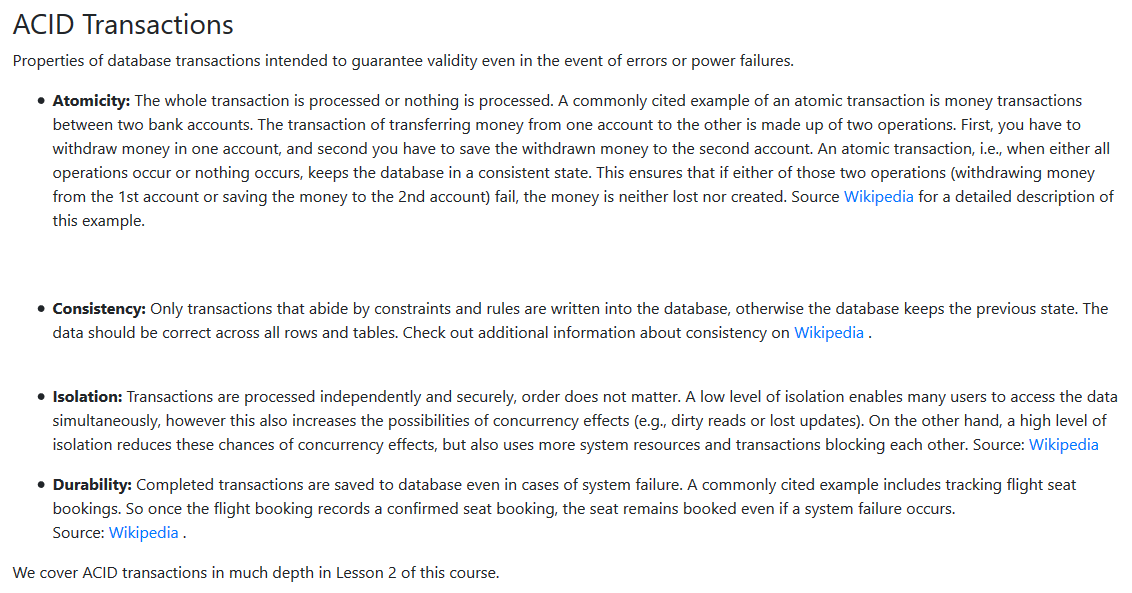 ACID Transactions
Properties of database transactions intended to guarantee validity even in the event of errors or power failures.
• Atomicity: The whole transaction is processed or nothing is processed. A commonly cited example of an atomic transaction is money transactions
between two bank accounts. The transaction of transferring money from one account to the other is made up of two operations. First, you have to
withdraw money in one account, and second you have to save the withdrawn money to the second account. An atomic transaction, i.e., when either all
operations occur or nothing occurs, keeps the database in a consistent state. This ensures that if either of those two operations (withdrawing money
from the 1st account or saving the money to the 2nd account) fail, the money is neither lost nor created. Source Wikipedia for a detailed description of
this example.
• Consistency: Only transactions that abide by constraints and rules are written into the database, otherwise the database keeps the previous state. The
data should be correct across all rows and tables. Check out additional information about consistency on Wikipedia .
• Isolation: Transactions are processed independently and securely, order does not matter. A low level of isolation enables many users to access the data
simultaneously, however this also increases the possibilities of concurrency effects (e.g., dirty reads or lost updates). On the other hand, a high level of
isolation reduces these chances of concurrency effects, but also uses more system resources and transactions blocking each other. Source: Wikipedia
• Durability: Completed transactions are saved to database even in cases of system failure. A commonly cited example includes tracking flight seat
bookings. So once the flight booking records a confirmed seat booking, the seat remains booked even if a system failure occurs.
Source: Wikipedia .
We cover ACID transactions in much depth in Lesson 2 of this course.